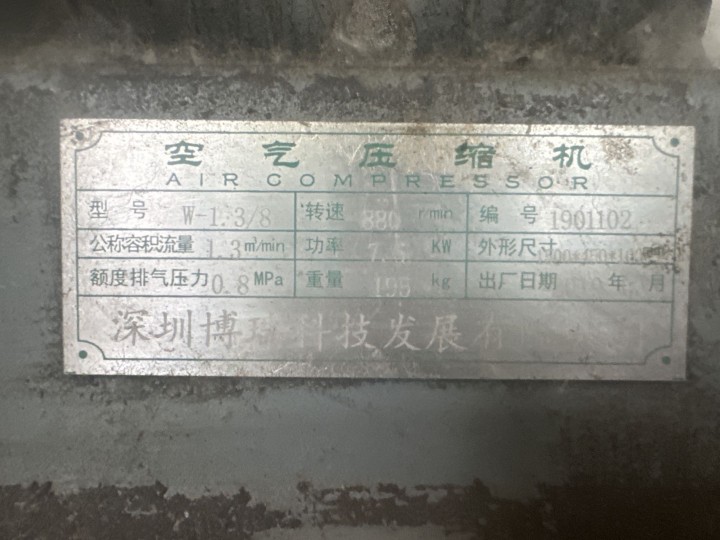 空气压缩机
AIR COMPRESSOR
型号 W-1.3/8 转速 880 r/min 编号 1901102
公称容积流量 1.3 m³/min 功率 7.5 KW 外形尺寸
额度排气压力 0.8 MPa 重量 195 kg 出厂日期 年 月
深圳博 科技发展有